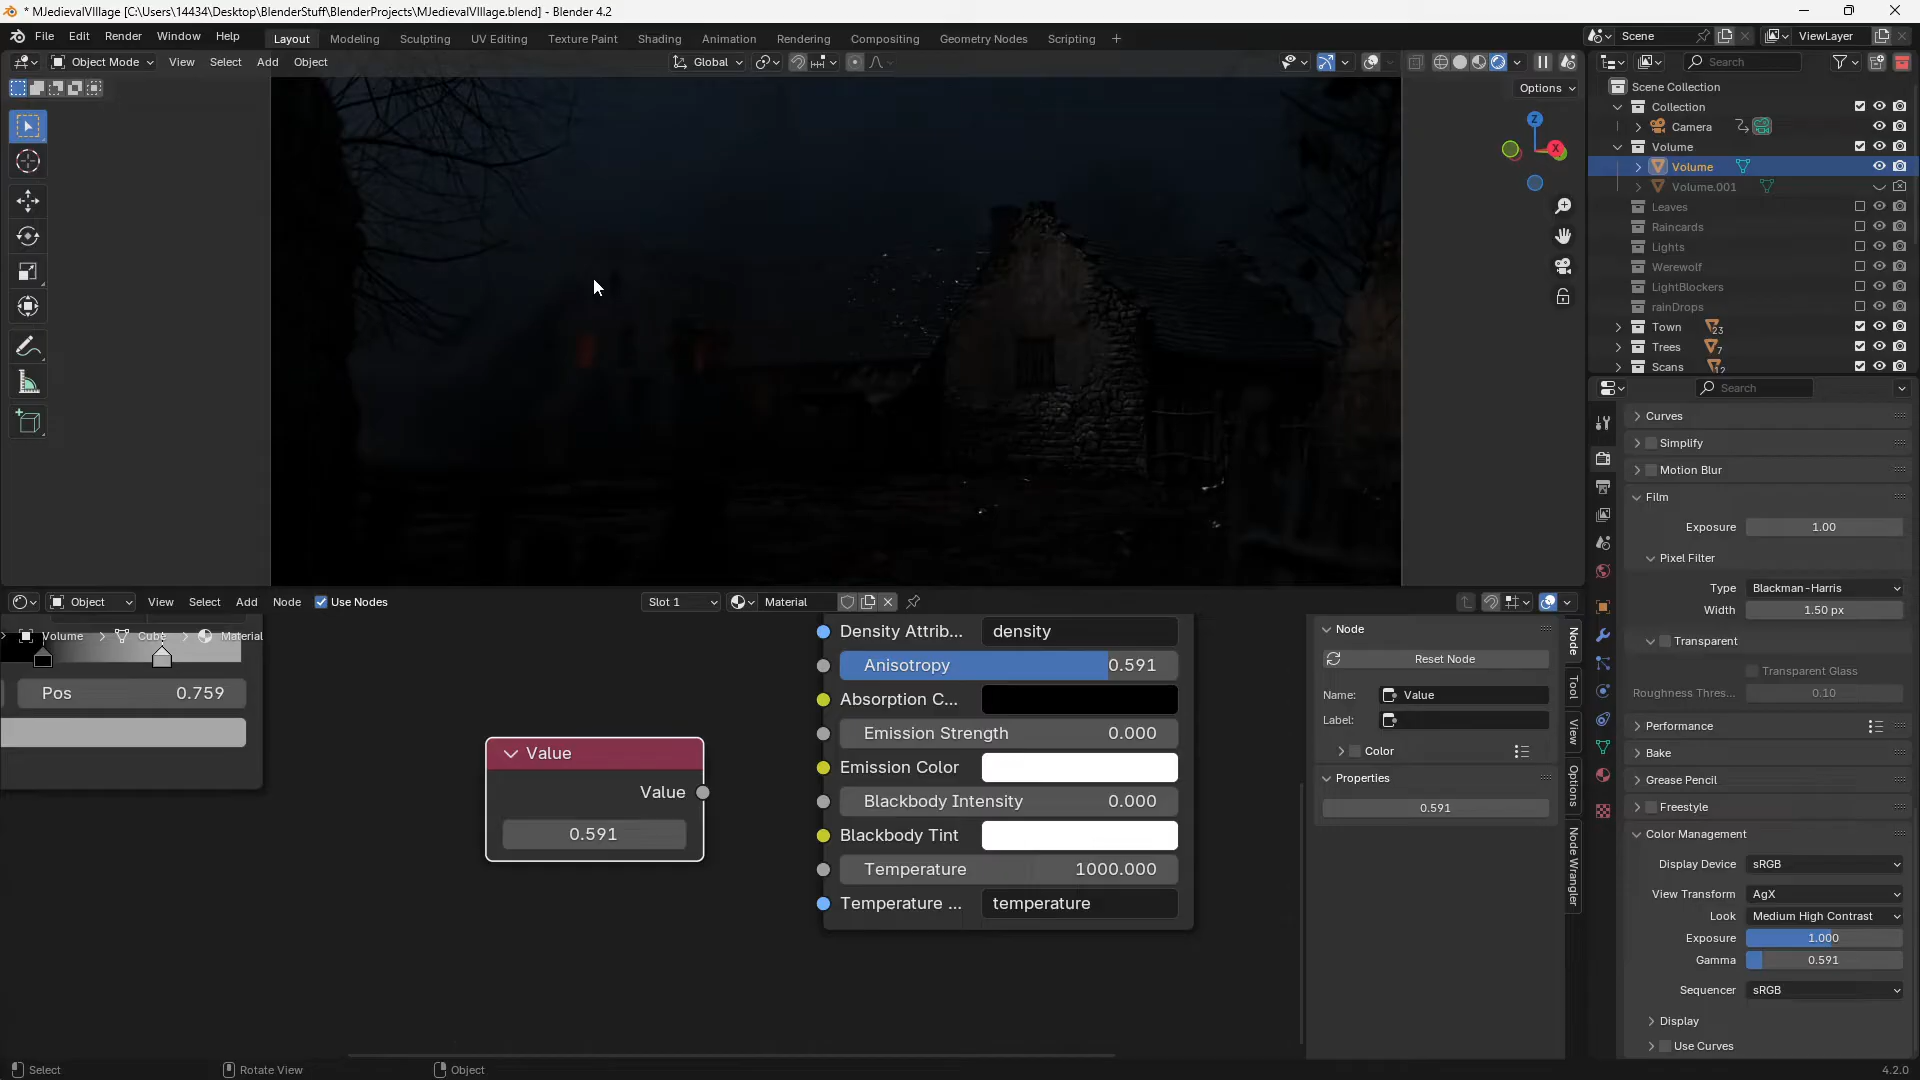 * MJedievalVIllage [C:\Users\14434\Desktop\BlenderStuff\BlenderProjects\MJedievalVIllage.blend] - Blender 4.2
File Edit Render Window Help Layout Modeling Sculpting UV Editing Texture Paint Shading Animation Rendering Compositing Geometry Nodes Scripting + Scene ViewLayer
Object Mode View Select Add Object Global Search
Options
Z
X
Scene Collection
Collection
Camera
Volume
Volume
Volume.001
Leaves
Raincards
Lights
Werewolf
LightBlockers
rainDrops
Town 23
Trees 7
Scans 12
Search
Curves
Simplify
Motion Blur
Film
Exposure 1.00
Pixel Filter
Type Blackman-Harris
Width 1.50 px
Transparent
Transparent Glass
Roughness Thres... 0.10
Performance
Bake
Grease Pencil
Freestyle
Color Management
Display Device sRGB
View Transform AgX
Look Medium High Contrast
Exposure 1.000
Gamma 0.591
Sequencer sRGB
Display
Use Curves
Object View Select Add Node Use Nodes Slot 1 Material
Volume Cube Material
Pos 0.759
Value
Value
0.591
Density Attrib... density
Anisotropy 0.591
Absorption C...
Emission Strength 0.000
Emission Color
Blackbody Intensity 0.000
Blackbody Tint
Temperature 1000.000
Temperature ... temperature
Node
Reset Node
Name: Value
Label:
Color
Properties
0.591
Node
Tool
View
Options
Node Wrangler
Select Rotate View Object 4.2.0